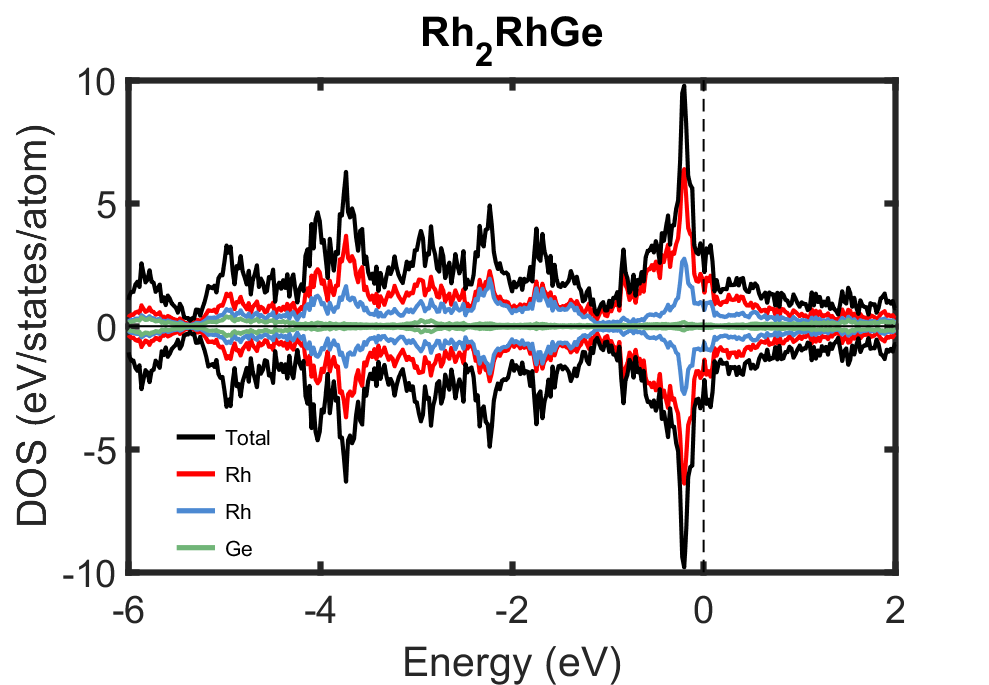 Rh₂RhGe
DOS (eV/states/atom)
10
5
0
-5
-10
Total
Rh
Rh
Ge
-6 -4 -2 0 2
Energy (eV)